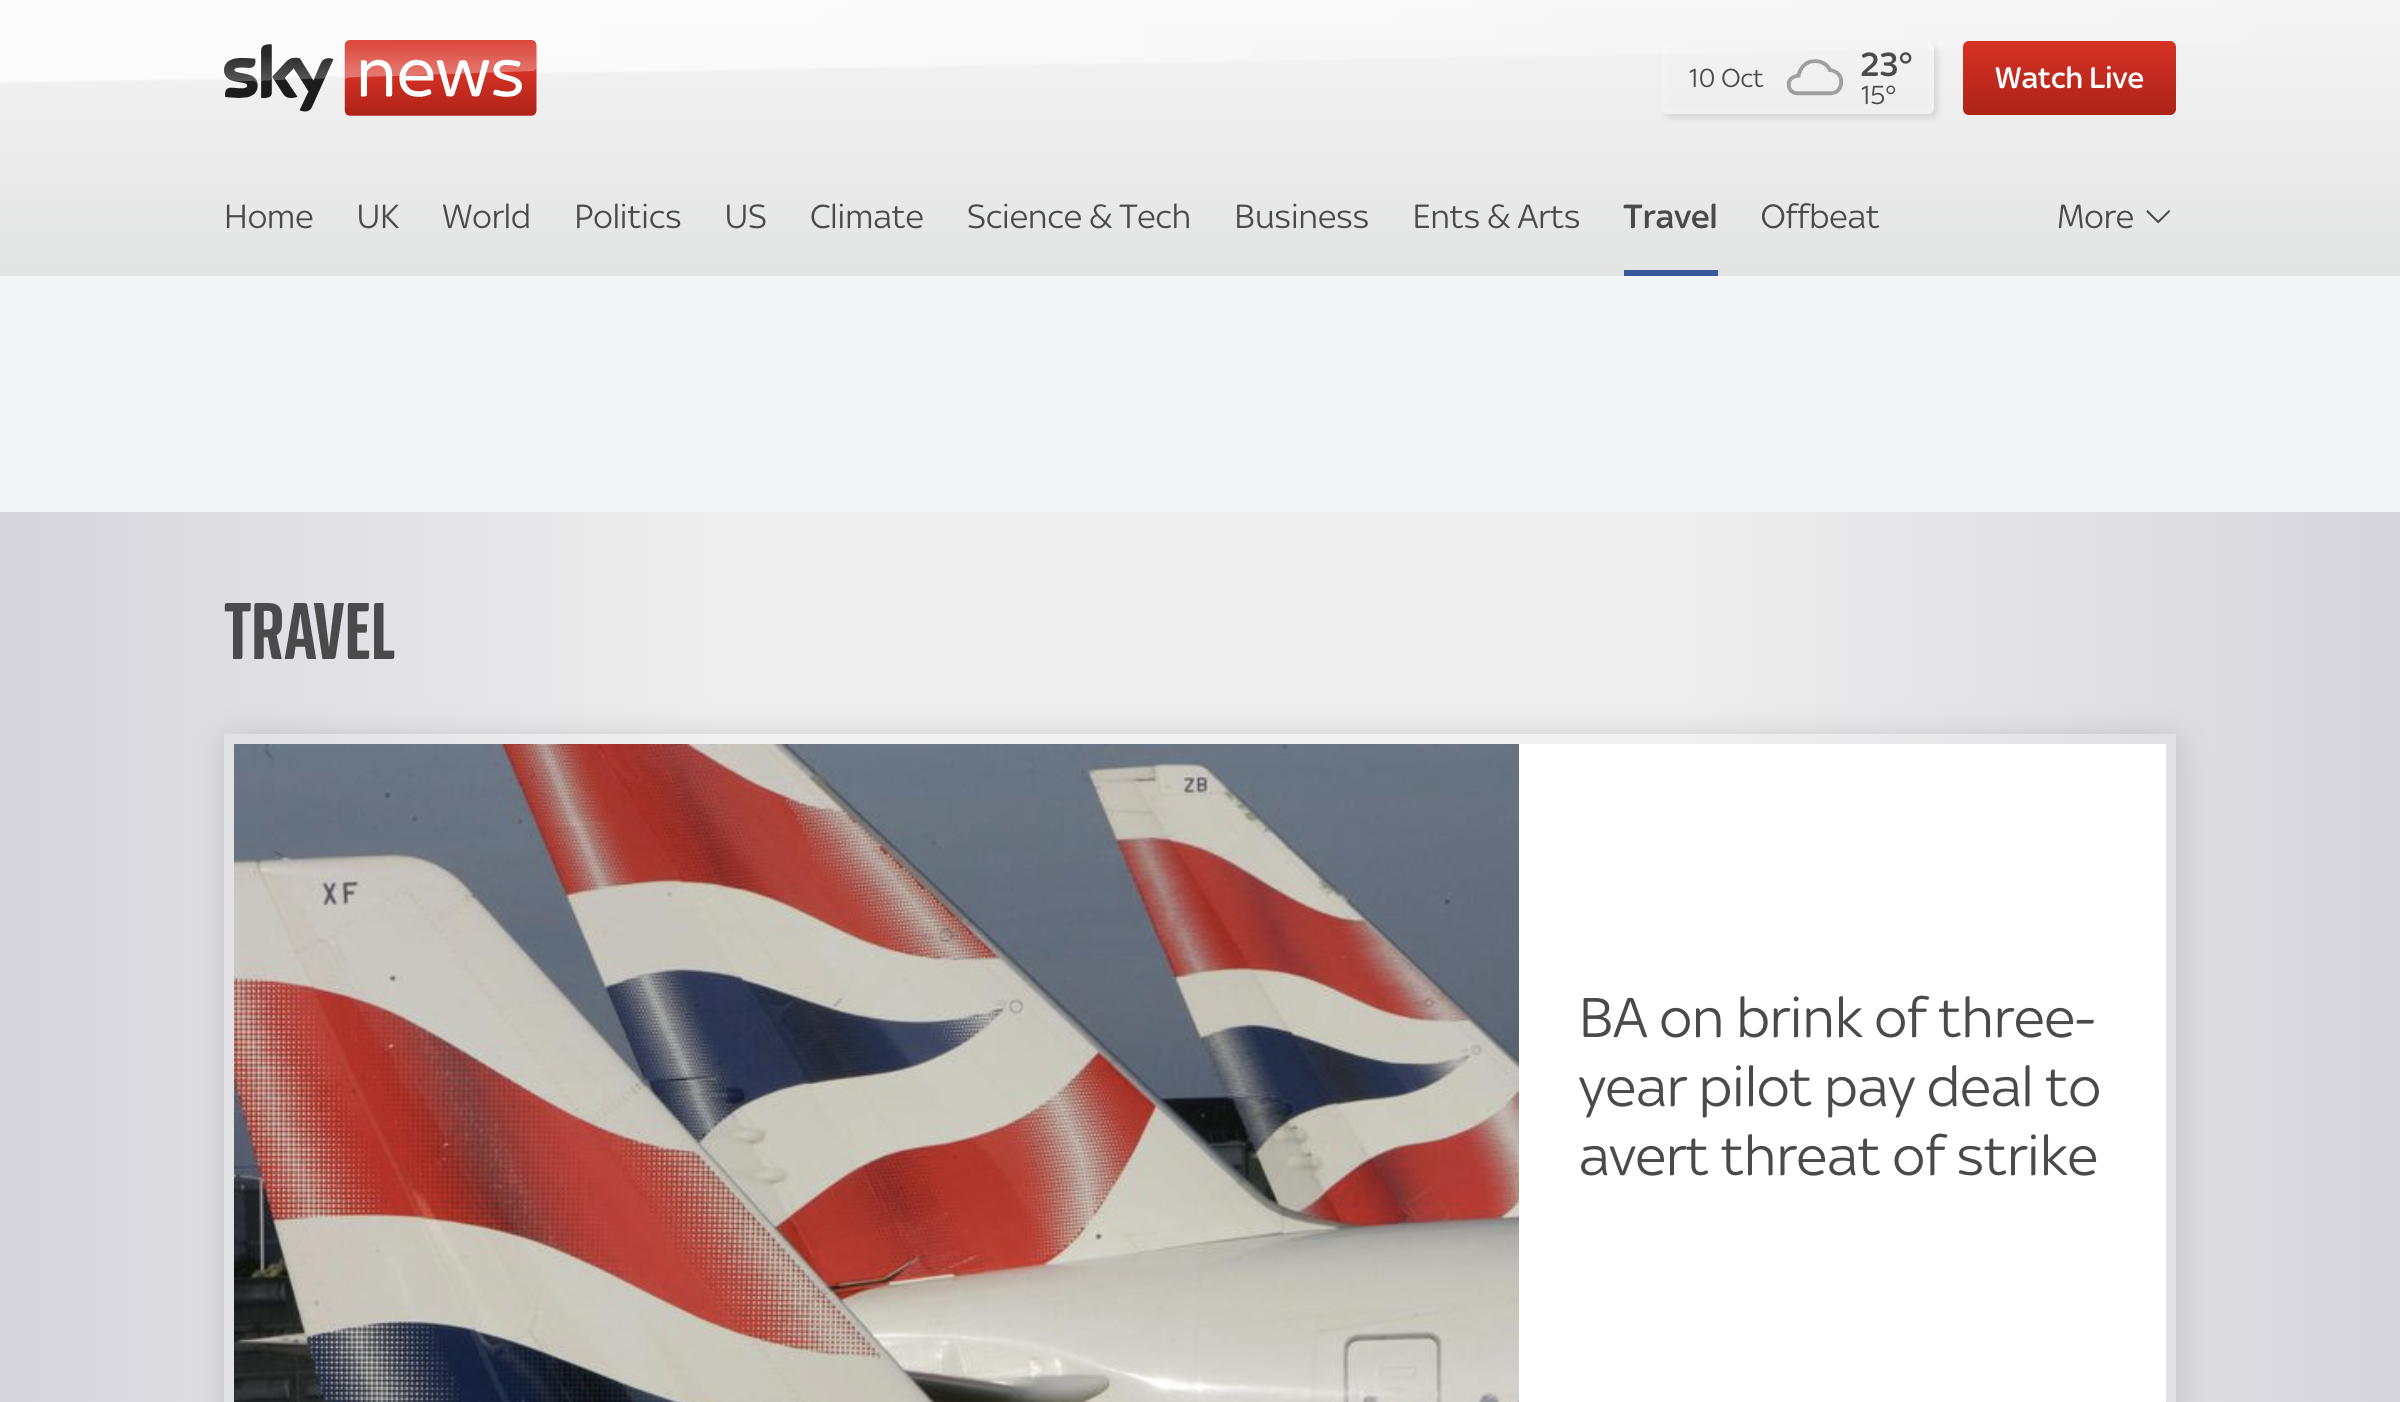 sky news
10 Oct
23°
15°
Watch Live
Home UK World Politics US Climate Science & Tech Business Ents & Arts Travel Offbeat More
TRAVEL
ZB
XF
BA on brink of three-
year pilot pay deal to
avert threat of strike